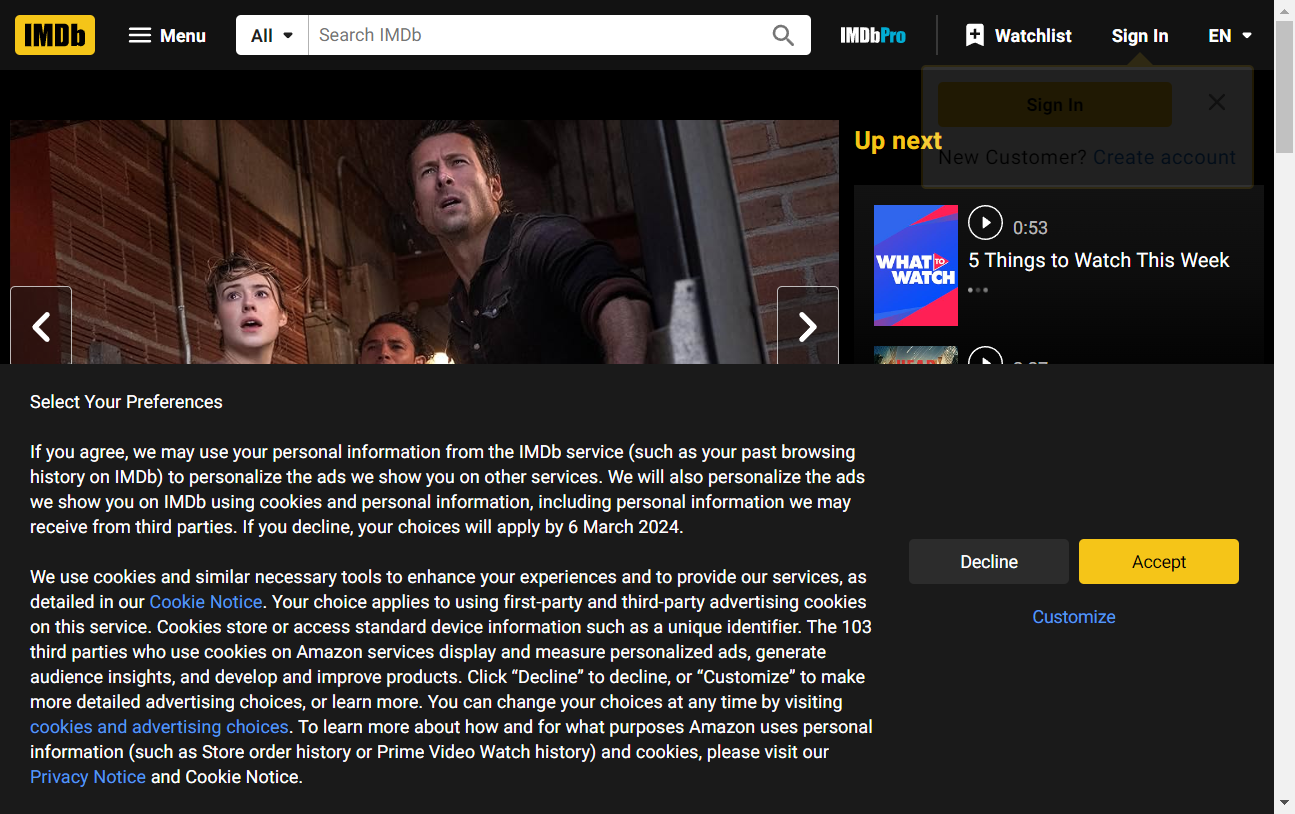 IMDb
Menu
All
Search IMDb
IMDbPro
Watchlist
Sign In
EN
Sign In
New Customer? Create account
Up next
WHAT TO WATCH
0:53
5 Things to Watch This Week
Select Your Preferences
If you agree, we may use your personal information from the IMDb service (such as your past browsing
history on IMDb) to personalize the ads we show you on other services. We will also personalize the ads
we show you on IMDb using cookies and personal information, including personal information we may
receive from third parties. If you decline, your choices will apply by 6 March 2024.
We use cookies and similar necessary tools to enhance your experiences and to provide our services, as
detailed in our Cookie Notice. Your choice applies to using first-party and third-party advertising cookies
on this service. Cookies store or access standard device information such as a unique identifier. The 103
third parties who use cookies on Amazon services display and measure personalized ads, generate
audience insights, and develop and improve products. Click “Decline” to decline, or “Customize” to make
more detailed advertising choices, or learn more. You can change your choices at any time by visiting
cookies and advertising choices. To learn more about how and for what purposes Amazon uses personal
information (such as Store order history or Prime Video Watch history) and cookies, please visit our
Privacy Notice and Cookie Notice.
Decline
Accept
Customize